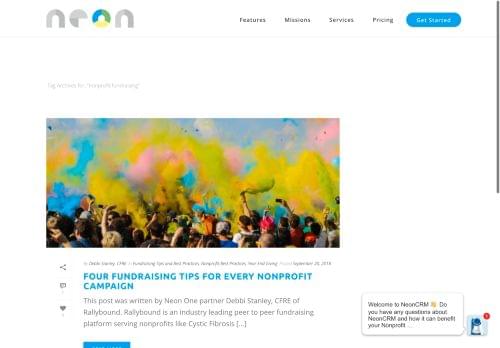 neon
Features Missions Services Pricing Get Started
Tag Archives for: "nonprofit fundraising"
by Debbi Stanley, CFRE in Fundraising Tips and Best Practices, Nonprofit Best Practices, Year End Giving Posted September 20, 2018
FOUR FUNDRAISING TIPS FOR EVERY NONPROFIT
CAMPAIGN
This post was written by Neon One partner Debbi Stanley, CFRE of
Rallybound. Rallybound is an industry leading peer to peer fundraising
platform serving nonprofits like Cystic Fibrosis [...]
Welcome to NeonCRM 👋 Do
you have any questions about
NeonCRM and how it can benefit
your Nonprofit ...
1